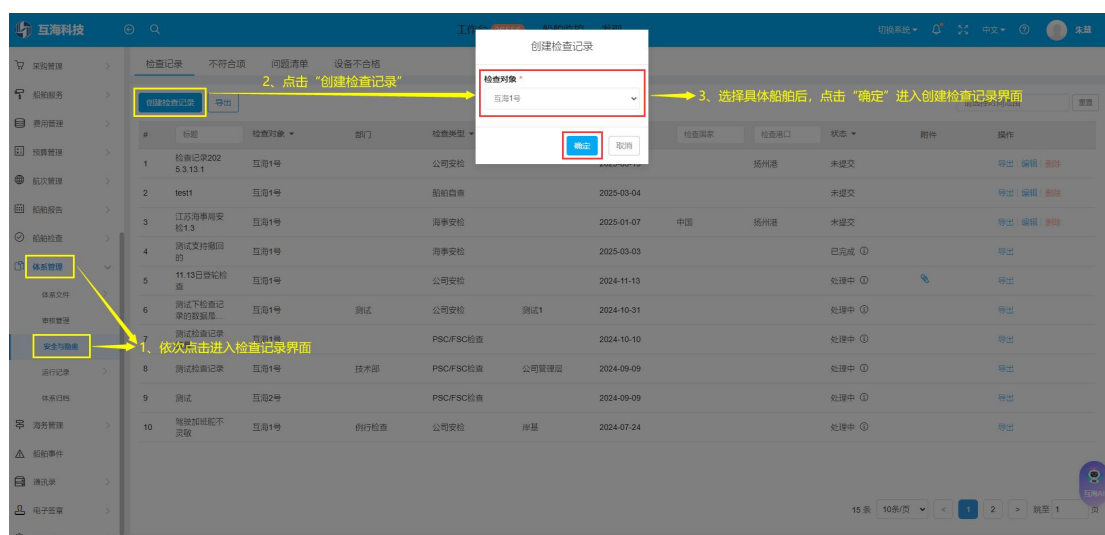 互海科技
切换系统
中文
朱慧
采购管理
船舶服务
费用管理
预算管理
航次管理
船舶报告
船舶检查
体系管理
体系文件
审核管理
安全与隐患
运行记录
体系归档
海务管理
船舶事件
通讯录
电子签章
检查记录 不符合项 问题清单 设备不合格
2、点击“创建检查记录”
创建检查记录 导出
重置
创建检查记录
检查对象 *
互海1号
确定 取消
3、选择具体船舶后，点击“确定”进入创建检查记录界面
# 标题 检查对象 部门 检查类型 检查国家 检查港口 状态 附件 操作
1 检查记录202 互海1号 公司安检 扬州港 未提交 导出 编辑 删除
5.3.13.1
2 test1 互海1号 船舶自查 2025-03-04 未提交 导出 编辑 删除
3 江苏海事局安 互海1号 海事安检 2025-01-07 中国 扬州港 未提交 导出 编辑 删除
检1.3
4 测试支持撤回 互海1号 海事安检 2025-03-03 已完成 导出
的
5 11.13日登轮检 互海1号 公司安检 2024-11-13 处理中 导出
查
6 测试下检查记 互海1号 测试 公司安检 测试1 2024-10-31 处理中 导出
录的数据是...
7 测试检查记录 互海1号 PSC/FSC检查 2024-10-10 处理中 导出
1、依次点击进入检查记录界面
8 测试检查记录 互海1号 技术部 PSC/FSC检查 公司管理层 2024-09-09 处理中 导出
9 测试 互海2号 PSC/FSC检查 2024-09-09 处理中 导出
10 驾驶加班舵不 互海1号 例行检查 公司安检 岸基 2024-07-24 处理中 导出
灵敏
互海AI
15 条 10条/页 < 1 2 > 跳至 1 页